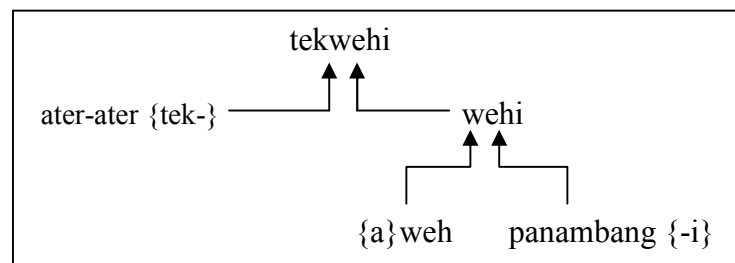 tekwehi
ater-ater {tek-}
wehi
{a}weh panambang {-i}